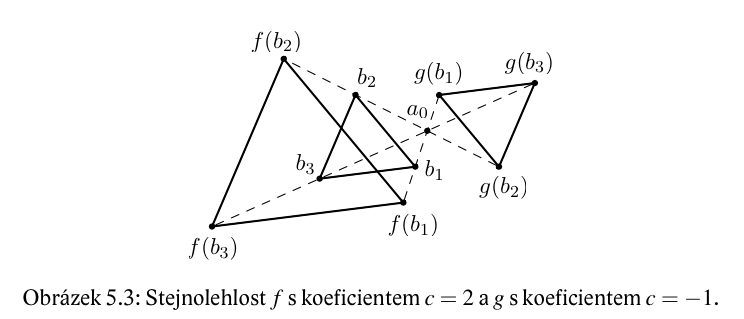 f(b₂)
b₂
g(b₁)
g(b₃)
a₀
b₃
b₁
g(b₂)
f(b₁)
f(b₃)
Obrázek 5.3: Stejnolehlost f s koeficientem c = 2 a g s koeficientem c = −1.